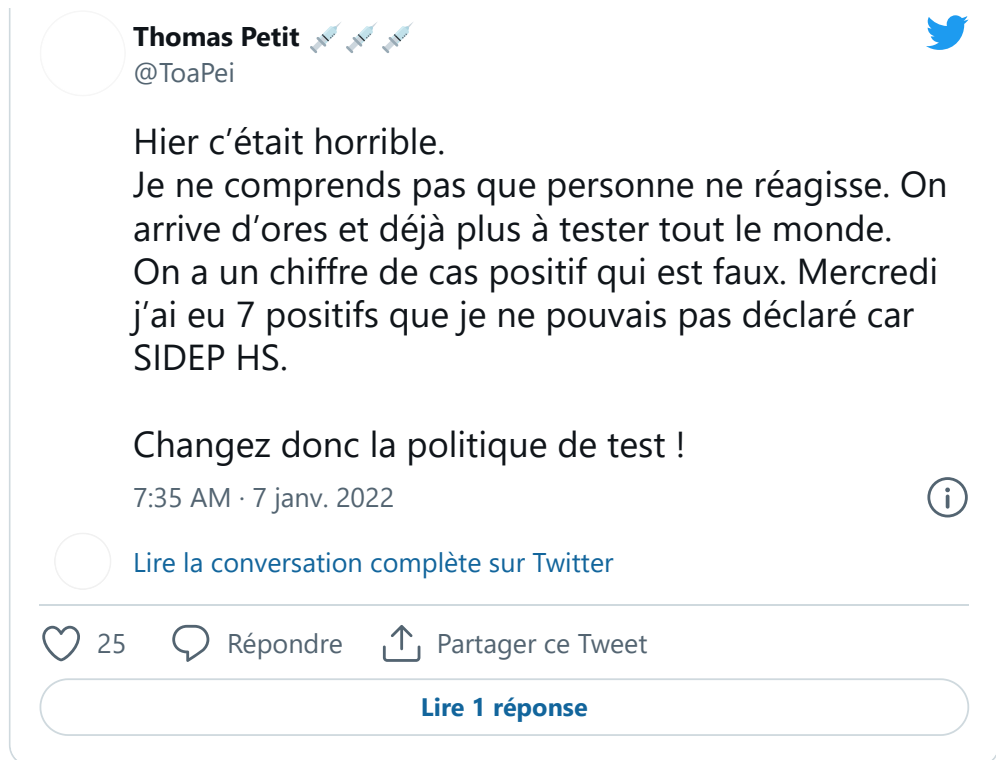 Thomas Petit 💉 💉 💉
@ToaPei
Hier c’était horrible.
Je ne comprends pas que personne ne réagisse. On
arrive d’ores et déjà plus à tester tout le monde.
On a un chiffre de cas positif qui est faux. Mercredi
j’ai eu 7 positifs que je ne pouvais pas déclaré car
SIDEP HS.
Changez donc la politique de test !
7:35 AM · 7 janv. 2022
Lire la conversation complète sur Twitter
25 Répondre Partager ce Tweet
Lire 1 réponse